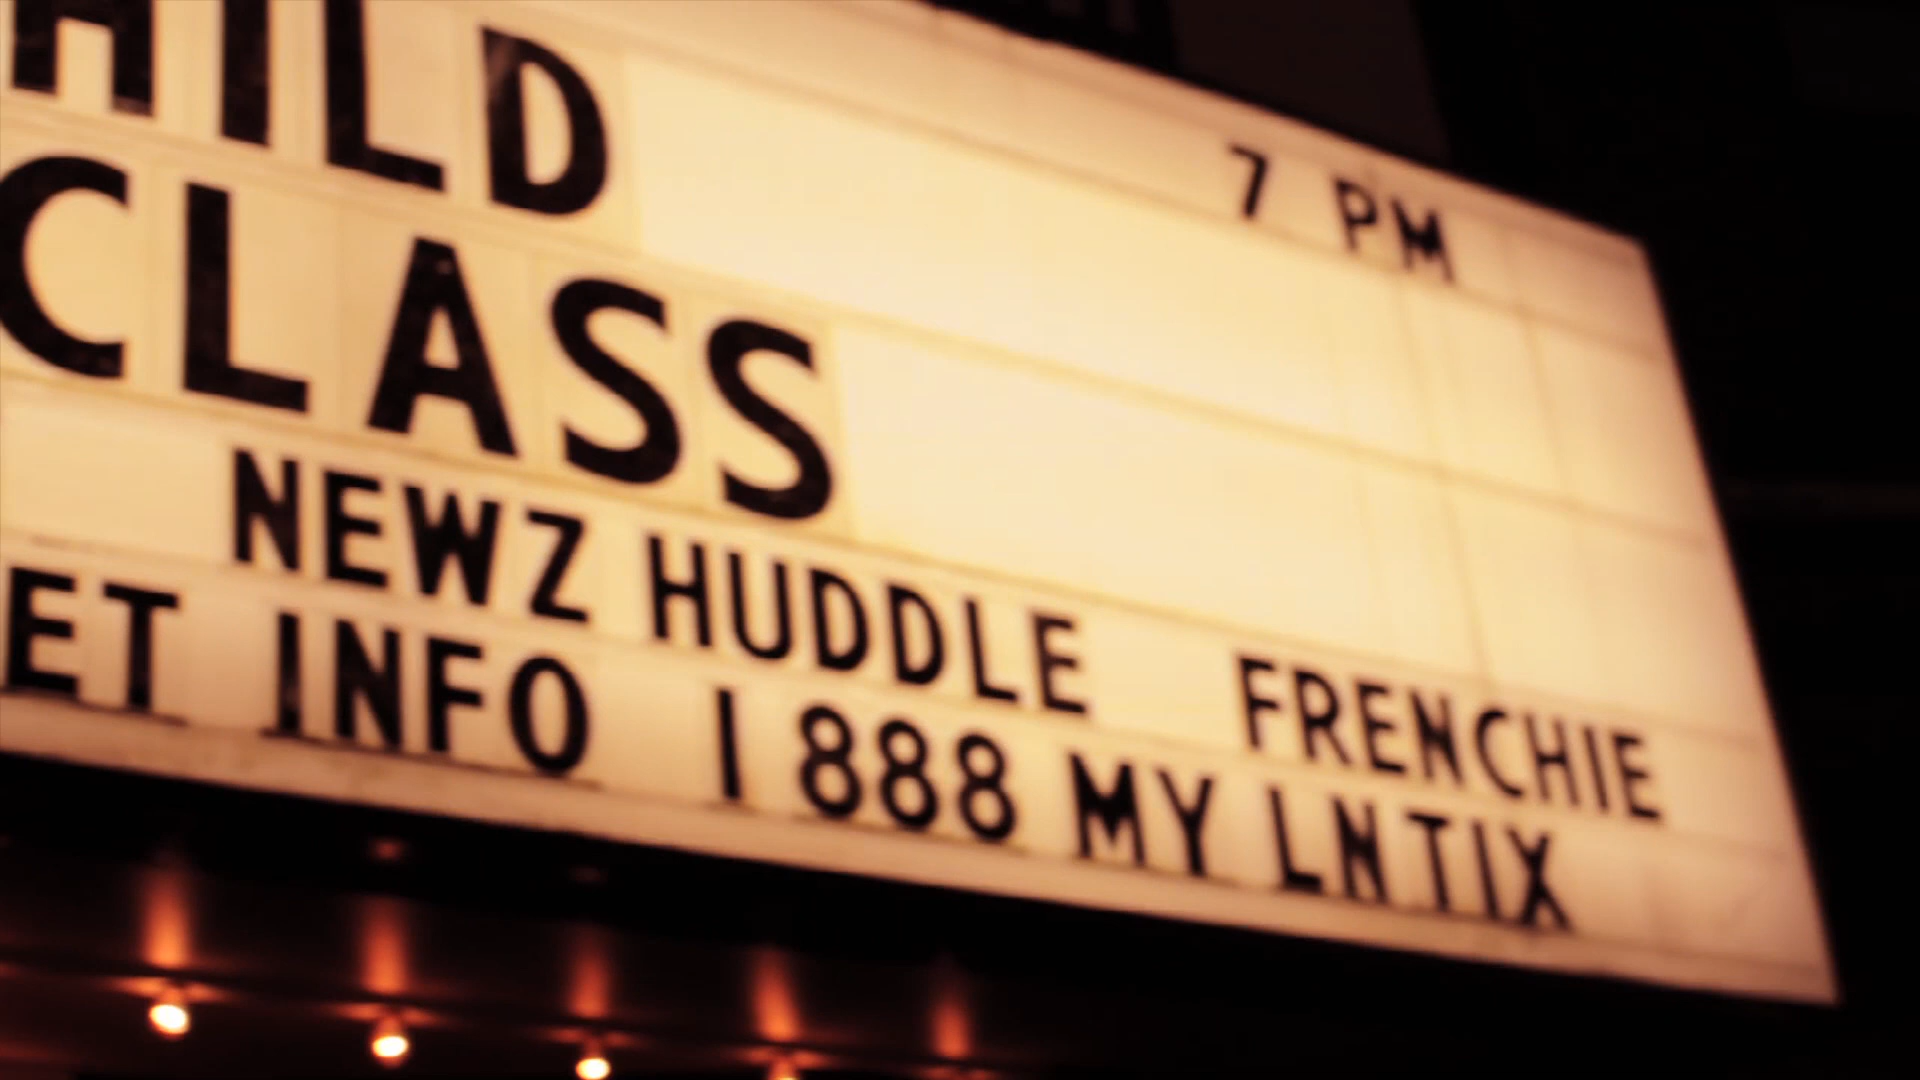 7 PM
HILD
CLASS
NEWZ HUDDLE FRENCHIE
ET INFO 1 888 MY LNTIX